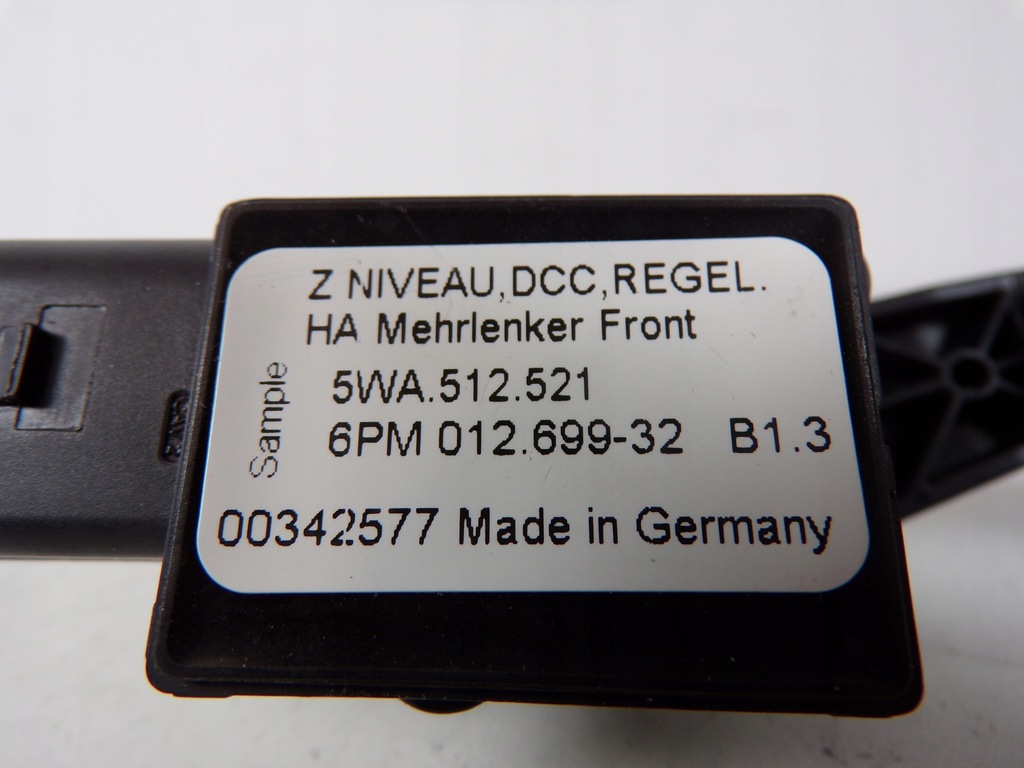 Z NIVEAU,DCC,REGEL.
HA Mehrlenker Front
Sample
5WA.512.521
6PM 012.699-32 B1.3
00342577 Made in Germany